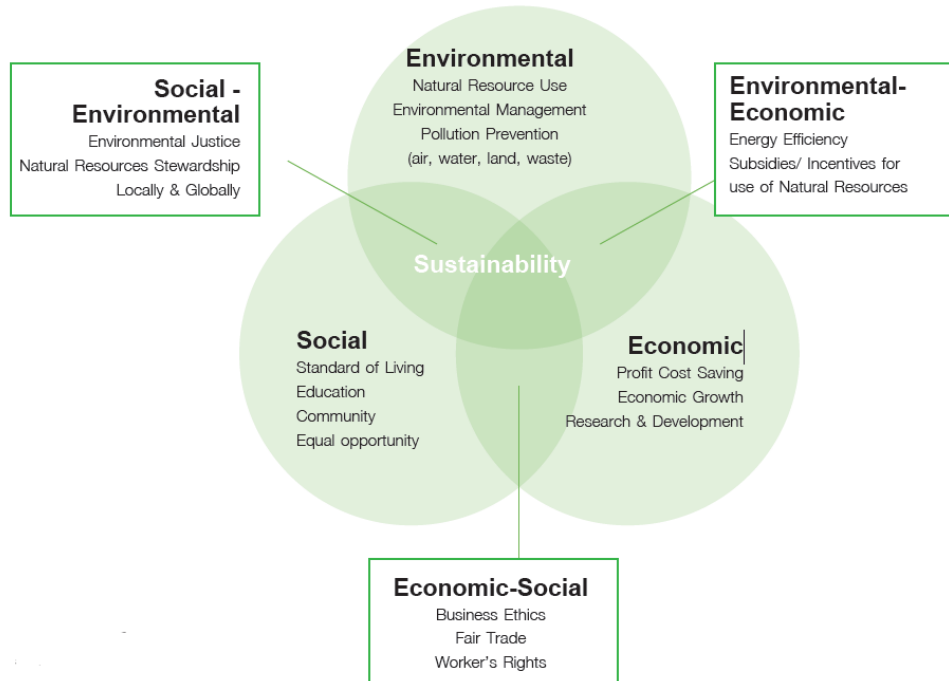 Environmental
Natural Resource Use
Environmental Management
Pollution Prevention
(air, water, land, waste)
Social -
Environmental
Environmental Justice
Natural Resources Stewardship
Locally & Globally
Environmental-
Economic
Energy Efficiency
Subsidies/ Incentives for
use of Natural Resources
Sustainability
Social
Standard of Living
Education
Community
Equal opportunity
Economic
Profit Cost Saving
Economic Growth
Research & Development
Economic-Social
Business Ethics
Fair Trade
Worker's Rights